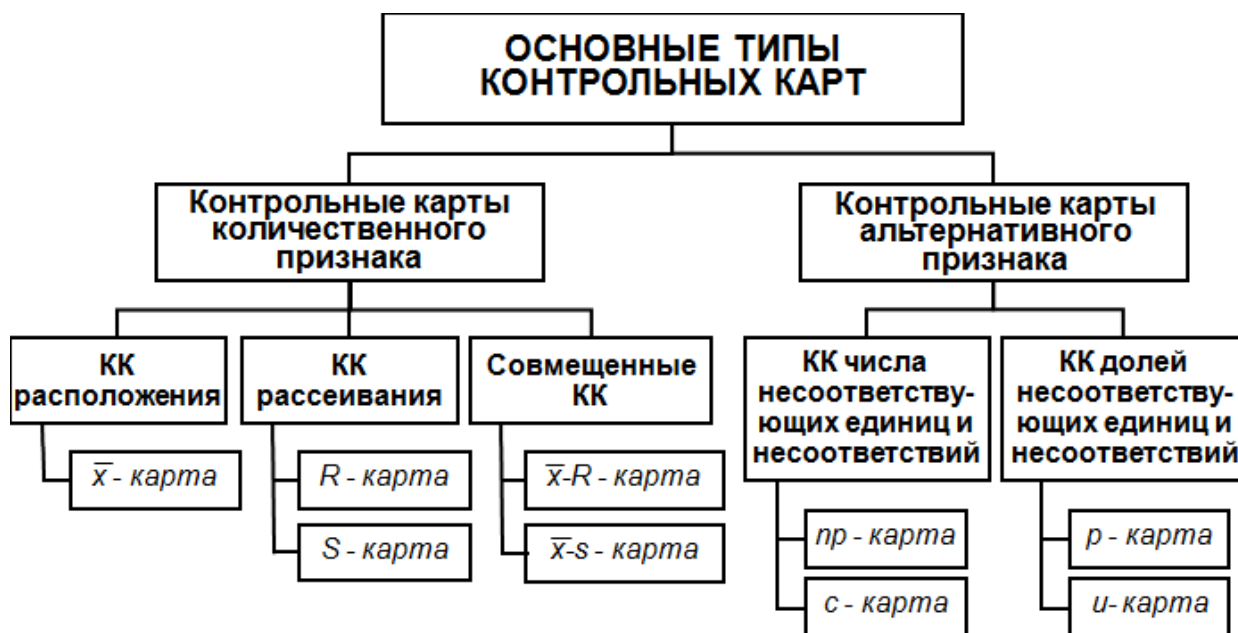 ОСНОВНЫЕ ТИПЫ
КОНТРОЛЬНЫХ КАРТ
Контрольные карты
количественного
признака
Контрольные карты
альтернативного
признака
КК
расположения
КК
рассеивания
Совмещенные
КК
КК числа
несоответству-
ющих единиц и
несоответствий
КК долей
несоответству-
ющих единиц и
несоответствий
x̅ - карта
R - карта
S - карта
x̅-R - карта
x̅-s - карта
np - карта
c - карта
p - карта
u- карта